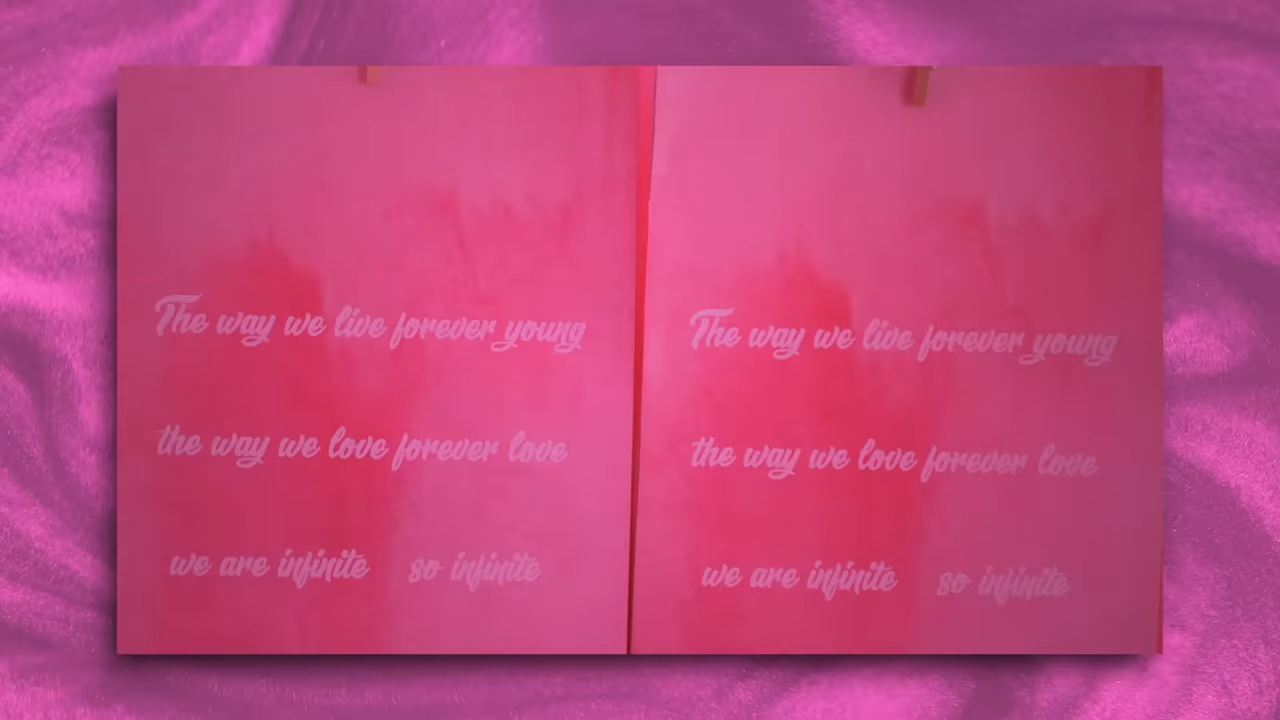 The way we live forever young
the way we love forever love
we are infinite so infinite
The way we live forever young
the way we love forever love
we are infinite so infinite